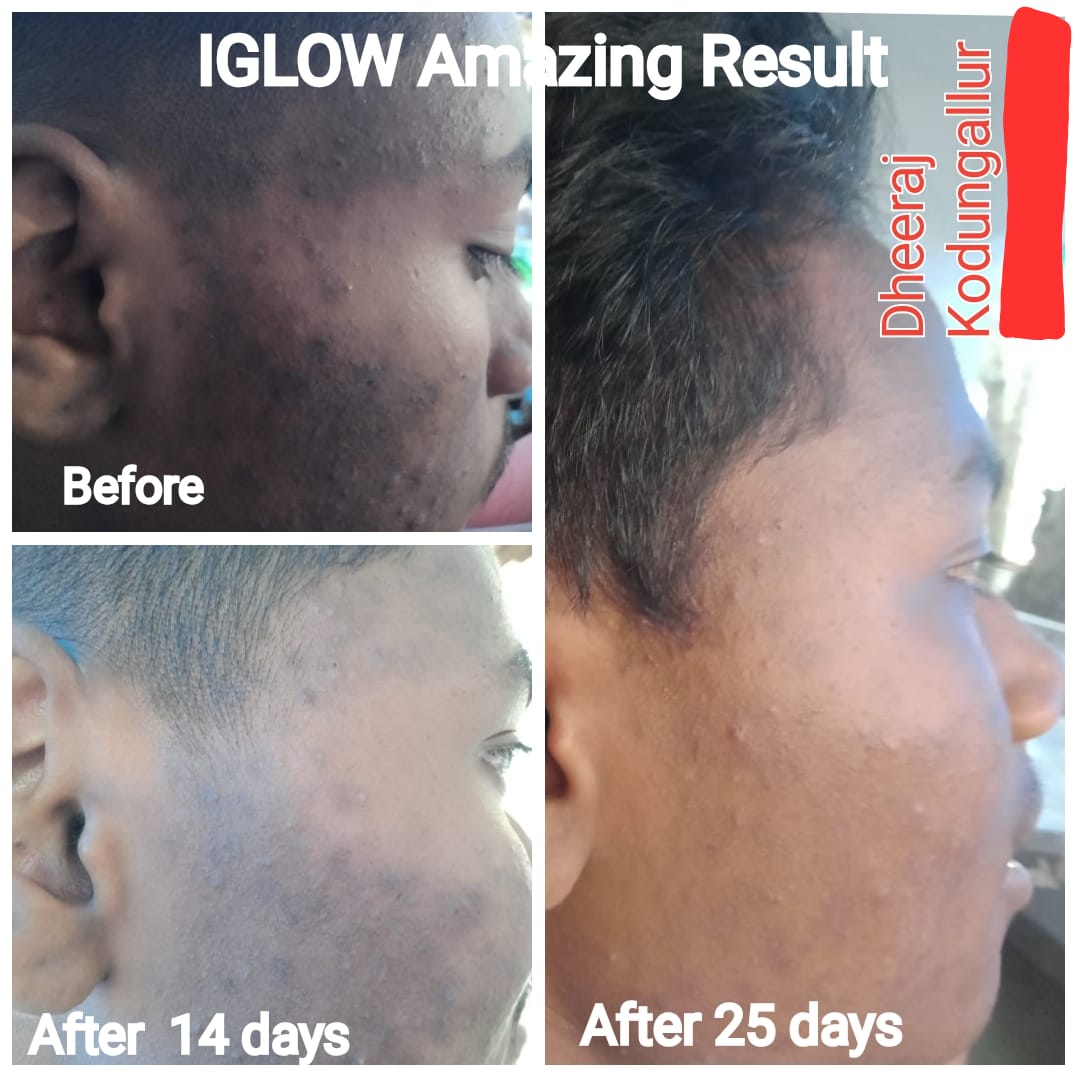 IGLOW Amazing Result
Dheeraj
Kodungallur
Before
After 14 days
After 25 days